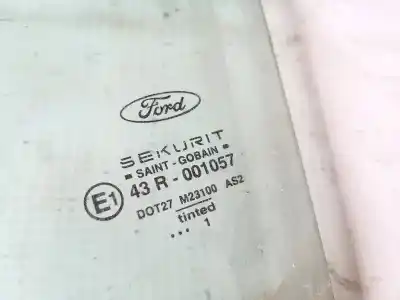 Ford
SEKURIT
SAINT-GOBAIN
E1 43 R-001057
DOT27 M23100 AS2
tinted
... 1